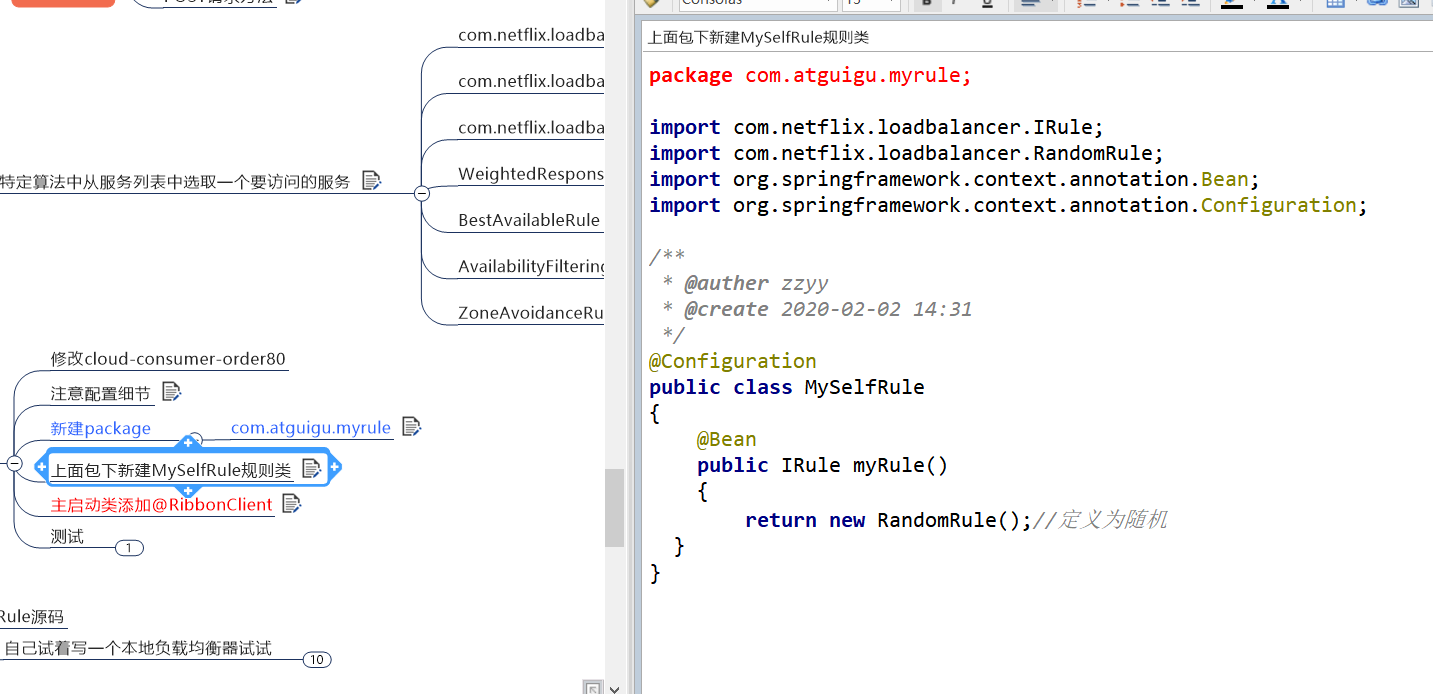 POST请求方法
com.netflix.loadba
com.netflix.loadba
com.netflix.loadba
特定算法中从服务列表中选取一个要访问的服务
WeightedRespons
BestAvailableRule
AvailabilityFiltering
ZoneAvoidanceRu
修改cloud-consumer-order80
注意配置细节
新建package
com.atguigu.myrule
上面包下新建MySelfRule规则类
主启动类添加@RibbonClient
测试
1
Rule源码
自己试着写一个本地负载均衡器试试
10
Consolas
上面包下新建MySelfRule规则类
package com.atguigu.myrule;
import com.netflix.loadbalancer.IRule;
import com.netflix.loadbalancer.RandomRule;
import org.springframework.context.annotation.Bean;
import org.springframework.context.annotation.Configuration;
/**
* @auther zzyy
* @create 2020-02-02 14:31
*/
@Configuration
public class MySelfRule
{
@Bean
public IRule myRule()
{
return new RandomRule();//定义为随机
}
}